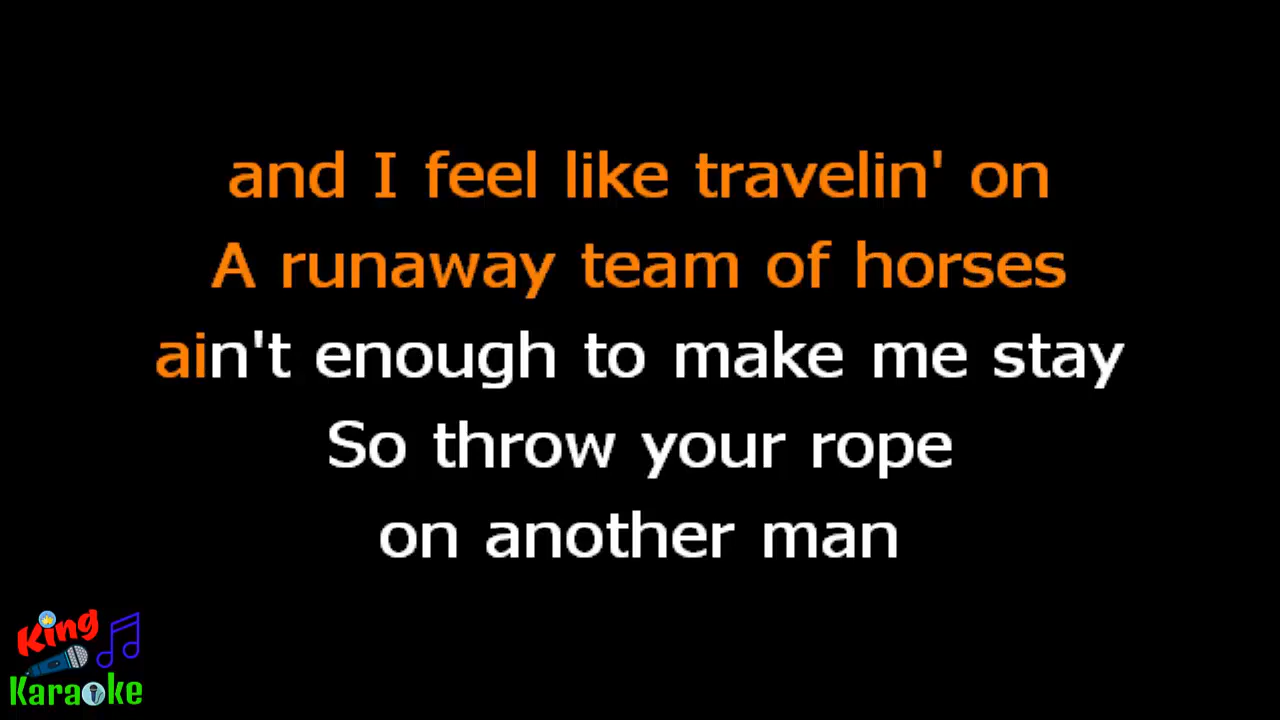 and I feel like travelin' on
A runaway team of horses
ain't enough to make me stay
So throw your rope
on another man
King
Karaoke